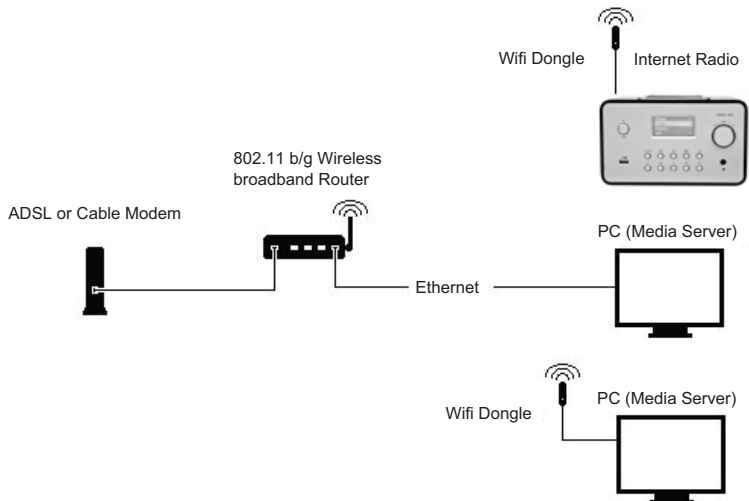 Wifi Dongle
Internet Radio
802.11 b/g Wireless
broadband Router
ADSL or Cable Modem
PC (Media Server)
Ethernet
PC (Media Server)
Wifi Dongle